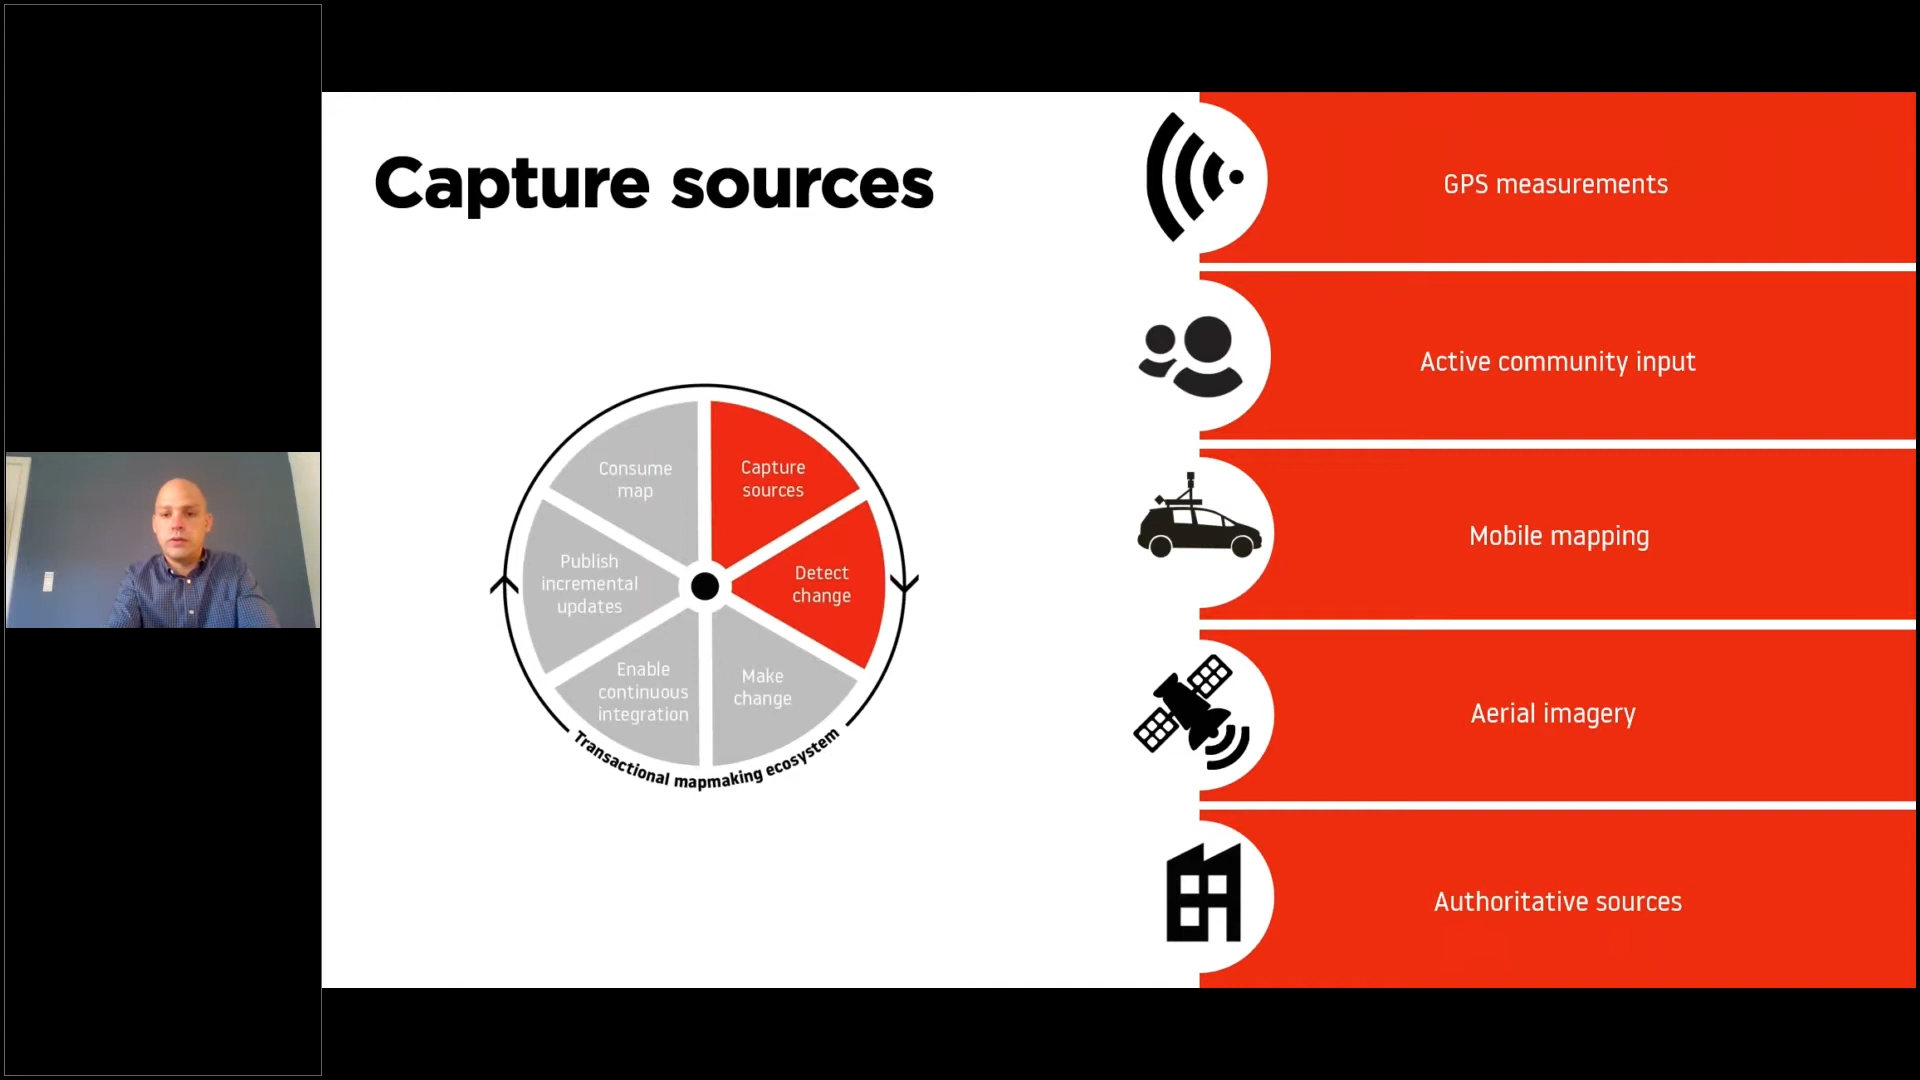 Capture sources
Consume
map
Capture
sources
Publish
incremental
updates
Detect
change
Enable
continuous
integration
Make
change
Transactional mapmaking ecosystem
GPS measurements
Active community input
Mobile mapping
Aerial imagery
Authoritative sources